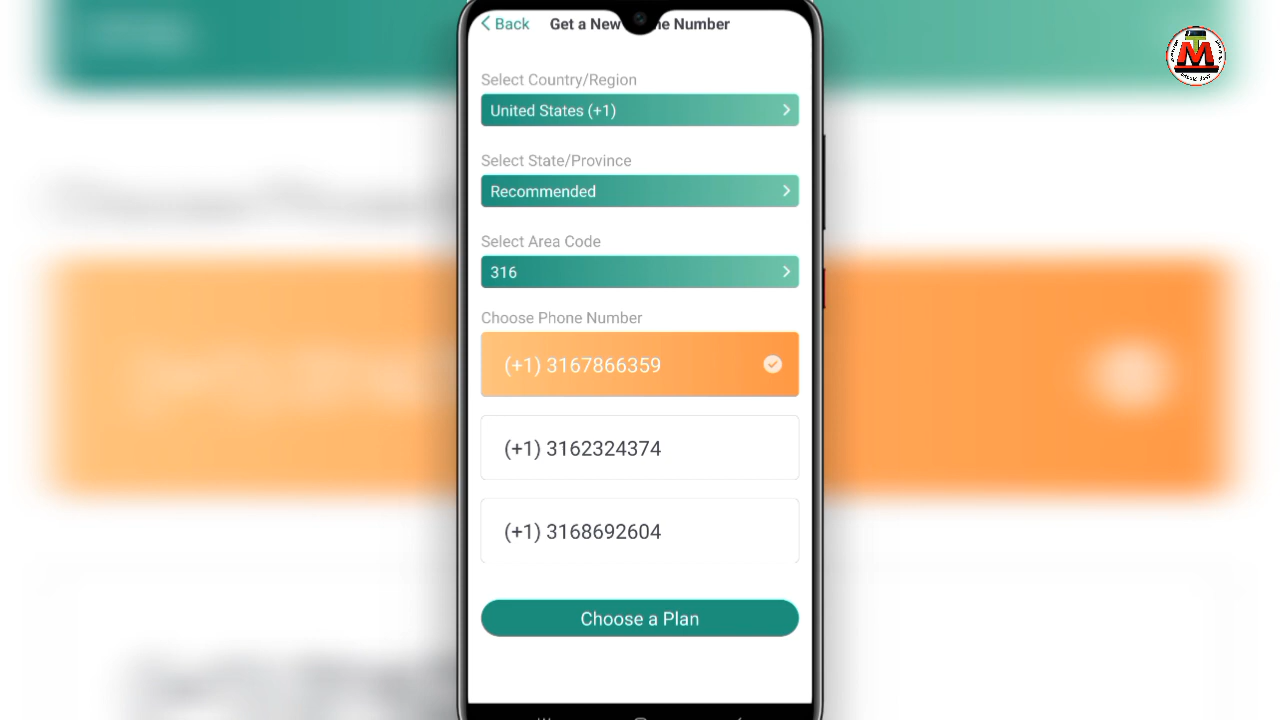 Back
Get a New ne Number
Select Country/Region
United States (+1)
Select State/Province
Recommended
Select Area Code
316
Choose Phone Number
(+1) 3167866359
(+1) 3162324374
(+1) 3168692604
Choose a Plan